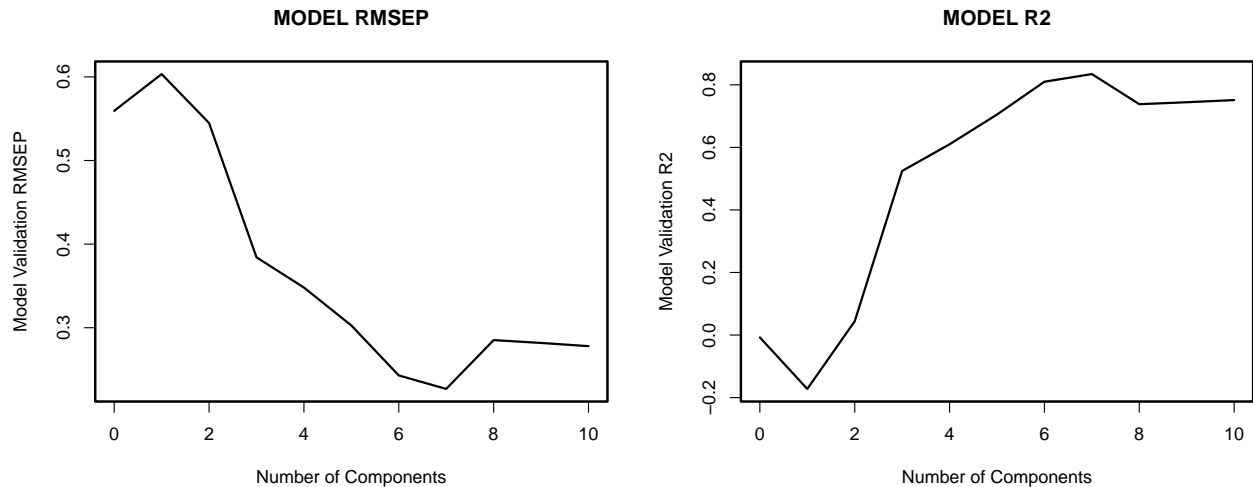 MODEL RMSEP
Model Validation RMSEP
0.6
0.5
0.4
0.3
0 2 4 6 8 10
Number of Components
MODEL R2
Model Validation R2
0.8
0.6
0.4
0.2
0.0
−0.2
0 2 4 6 8 10
Number of Components